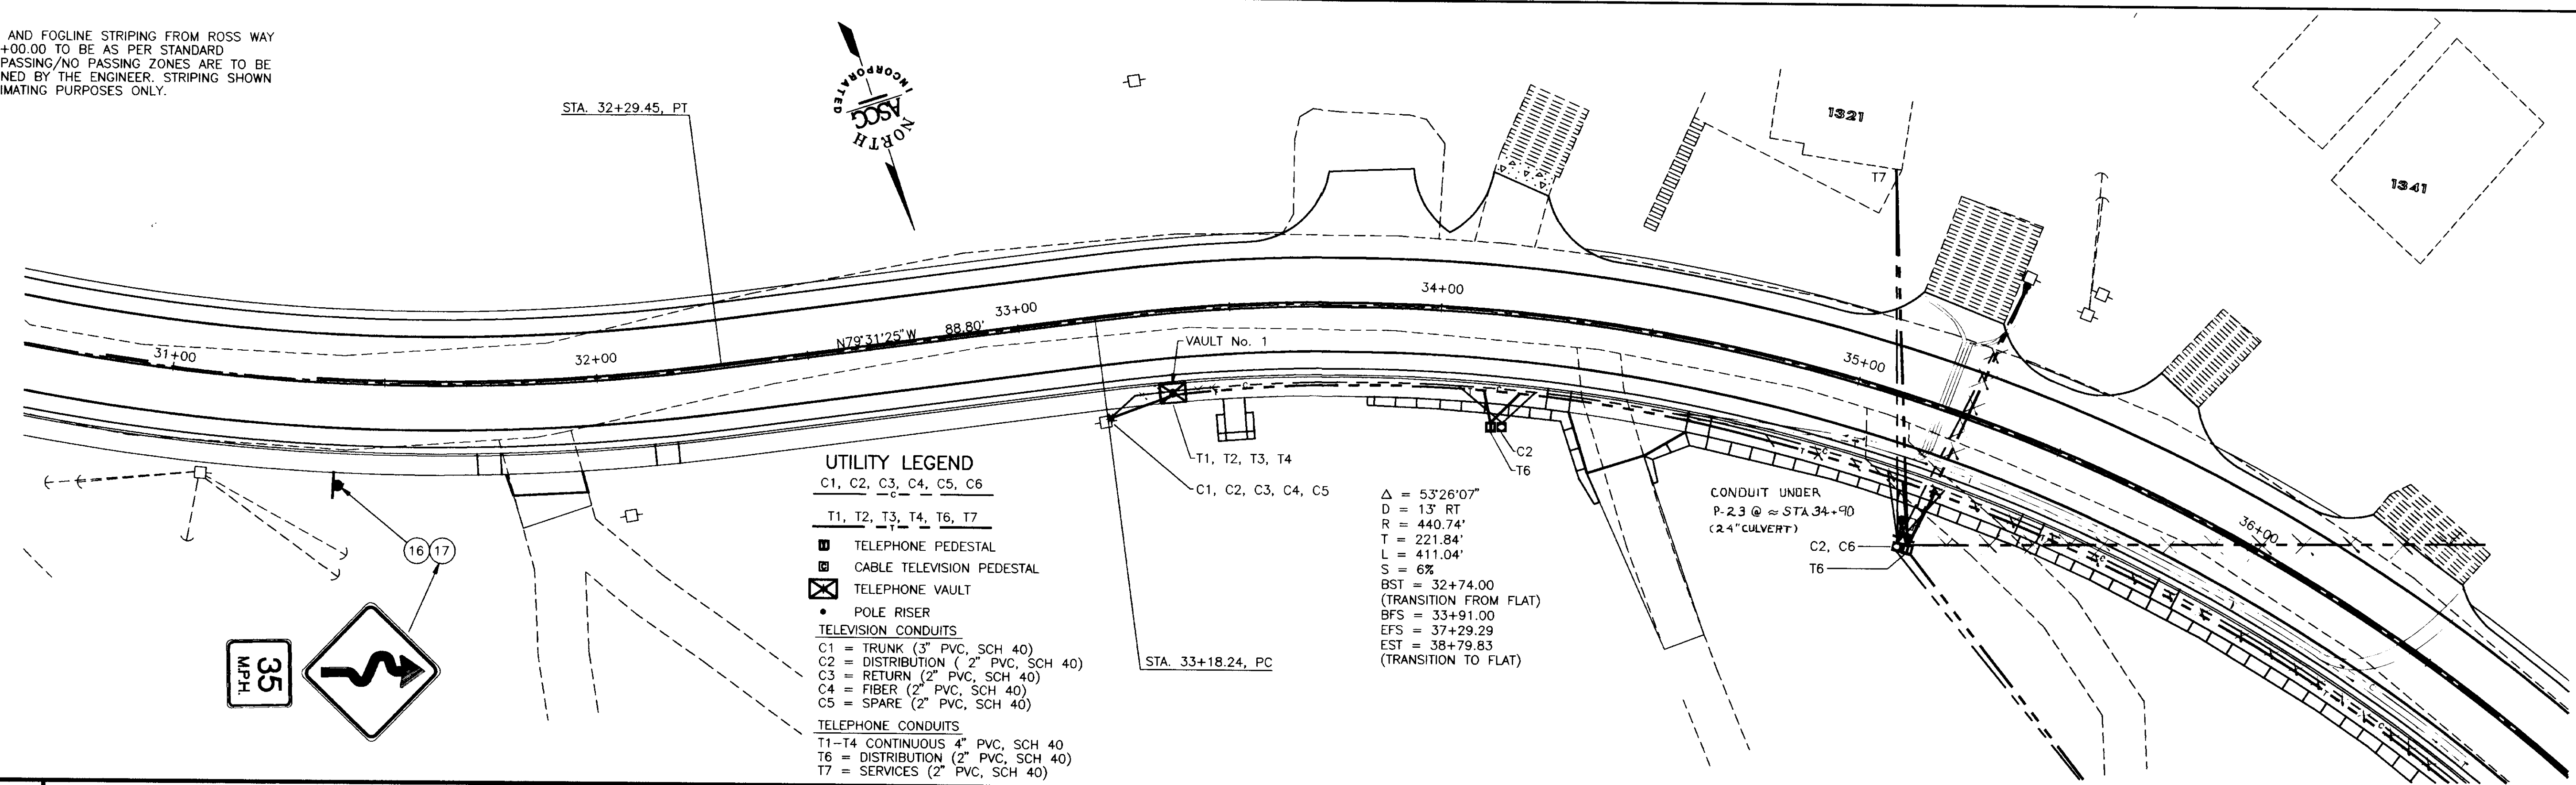 AND FOGLINE STRIPING FROM ROSS WAY
+00.00 TO BE AS PER STANDARD
PASSING/NO PASSING ZONES ARE TO BE
NED BY THE ENGINEER. STRIPING SHOWN
IMATING PURPOSES ONLY.
STA. 32+29.45, PT
NORTH
ASCG
INCORPORATED
1321
1341
T7
31+00
32+00
N79°31'25"W 88.80'
33+00
34+00
35+00
36+00
VAULT No. 1
T1, T2, T3, T4
C1, C2, C3, C4, C5
C2
T6
16 17
35
M.P.H.
UTILITY LEGEND
C1, C2, C3, C4, C5, C6
C
T1, T2, T3, T4, T6, T7
T
TELEPHONE PEDESTAL
C CABLE TELEVISION PEDESTAL
TELEPHONE VAULT
POLE RISER
TELEVISION CONDUITS
C1 = TRUNK (3" PVC, SCH 40)
C2 = DISTRIBUTION ( 2" PVC, SCH 40)
C3 = RETURN (2" PVC, SCH 40)
C4 = FIBER (2" PVC, SCH 40)
C5 = SPARE (2" PVC, SCH 40)
TELEPHONE CONDUITS
T1-T4 CONTINUOUS 4" PVC, SCH 40
T6 = DISTRIBUTION (2" PVC, SCH 40)
T7 = SERVICES (2" PVC, SCH 40)
STA. 33+18.24, PC
Δ = 53°26'07"
D = 13° RT
R = 440.74'
T = 221.84'
L = 411.04'
S = 6%
BST = 32+74.00
(TRANSITION FROM FLAT)
BFS = 33+91.00
EFS = 37+29.29
EST = 38+79.83
(TRANSITION TO FLAT)
CONDUIT UNDER
P-23 @ ≈ STA 34+90
(24" CULVERT)
C2, C6
T6